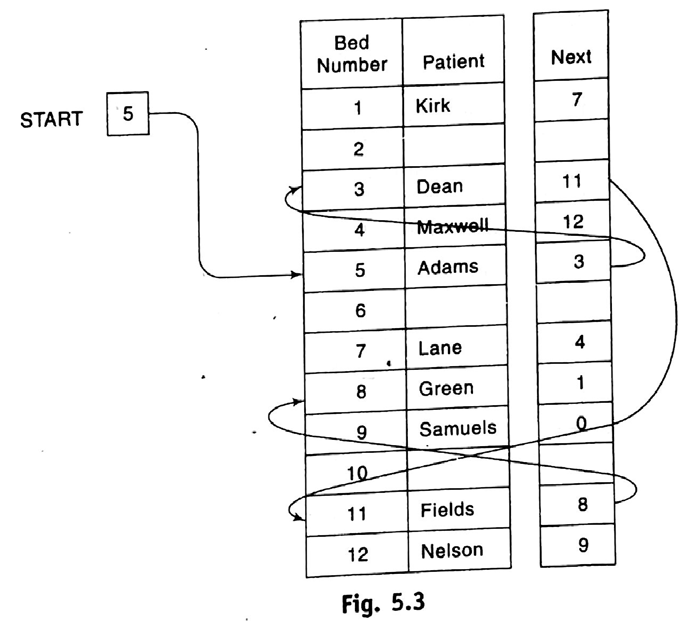 START 5
Bed Number Patient Next
1 Kirk 7
2
3 Dean 11
4 Maxwell 12
5 Adams 3
6
7 Lane 4
8 Green 1
9 Samuels 0
10
11 Fields 8
12 Nelson 9
Fig. 5.3